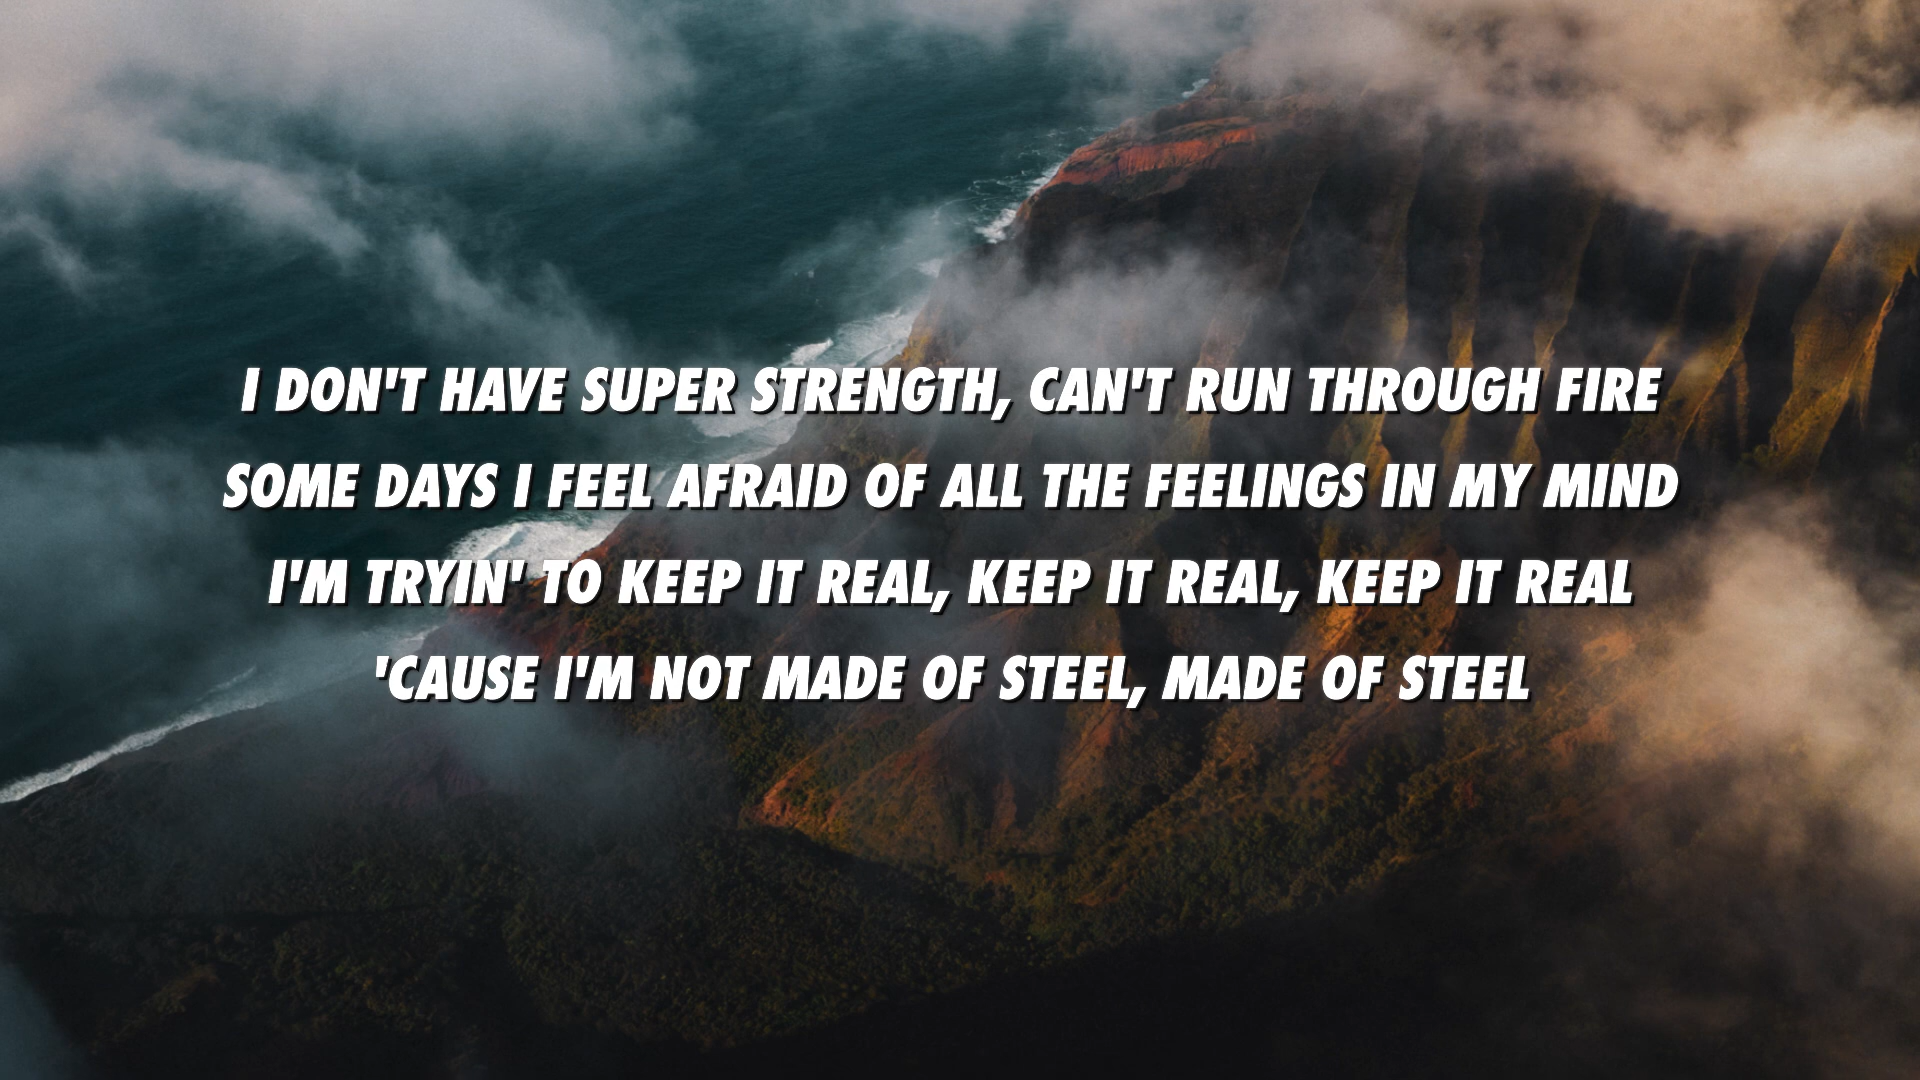 I DON'T HAVE SUPER STRENGTH, CAN'T RUN THROUGH FIRE
SOME DAYS I FEEL AFRAID OF ALL THE FEELINGS IN MY MIND
I'M TRYIN' TO KEEP IT REAL, KEEP IT REAL, KEEP IT REAL
'CAUSE I'M NOT MADE OF STEEL, MADE OF STEEL